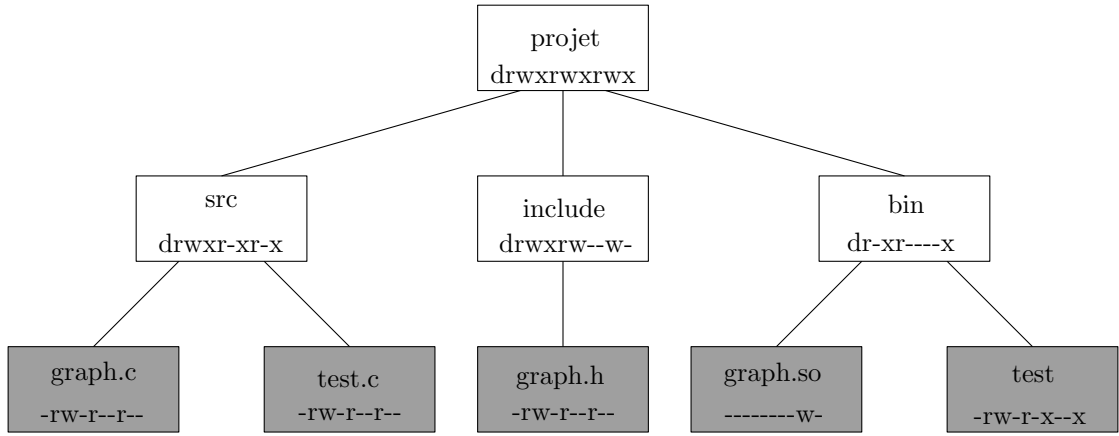 projet
drwxrwxrwx
src
drwxr-xr-x
include
drwxrw--w-
bin
dr-xr----x
graph.c
-rw-r--r--
test.c
-rw-r--r--
graph.h
-rw-r--r--
graph.so
--------w-
test
-rw-r-x--x